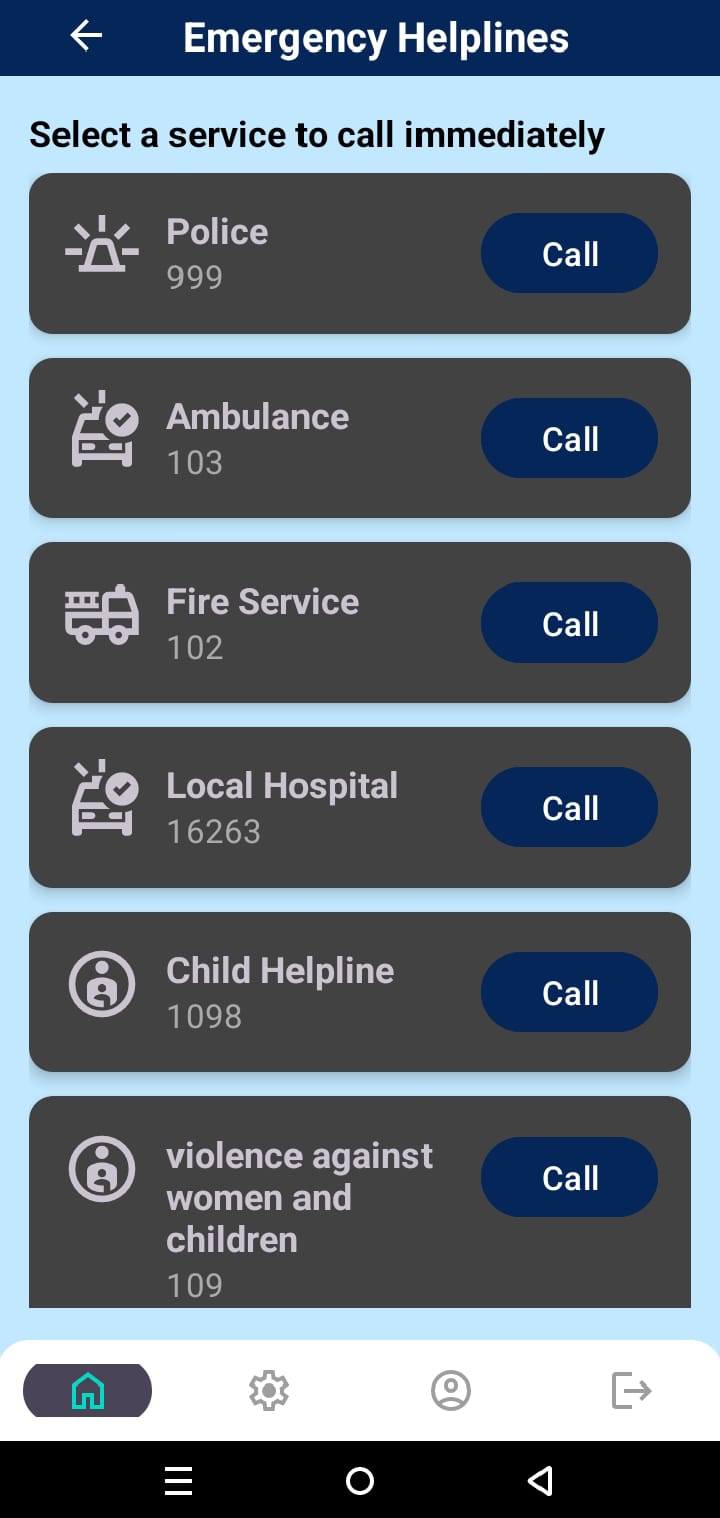 Emergency Helplines
Select a service to call immediately
Police
999
Call
Ambulance
103
Call
Fire Service
102
Call
Local Hospital
16263
Call
Child Helpline
1098
Call
violence against
women and
children
109
Call